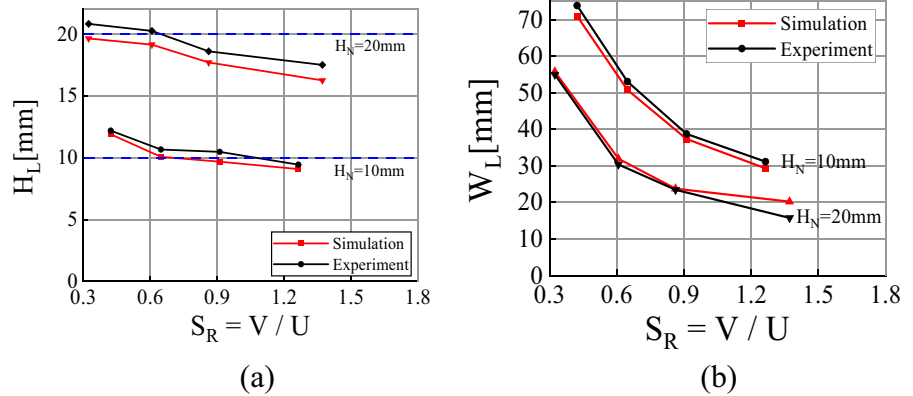 20
15
10
5
0
H_L[mm]
H_N=20mm
H_N=10mm
Simulation
Experiment
0.3 0.6 0.9 1.2 1.5 1.8
S_R = V / U
(a)
70
60
50
40
30
20
10
0
W_L[mm]
Simulation
Experiment
H_N=10mm
H_N=20mm
0.3 0.6 0.9 1.2 1.5 1.8
S_R = V / U
(b)